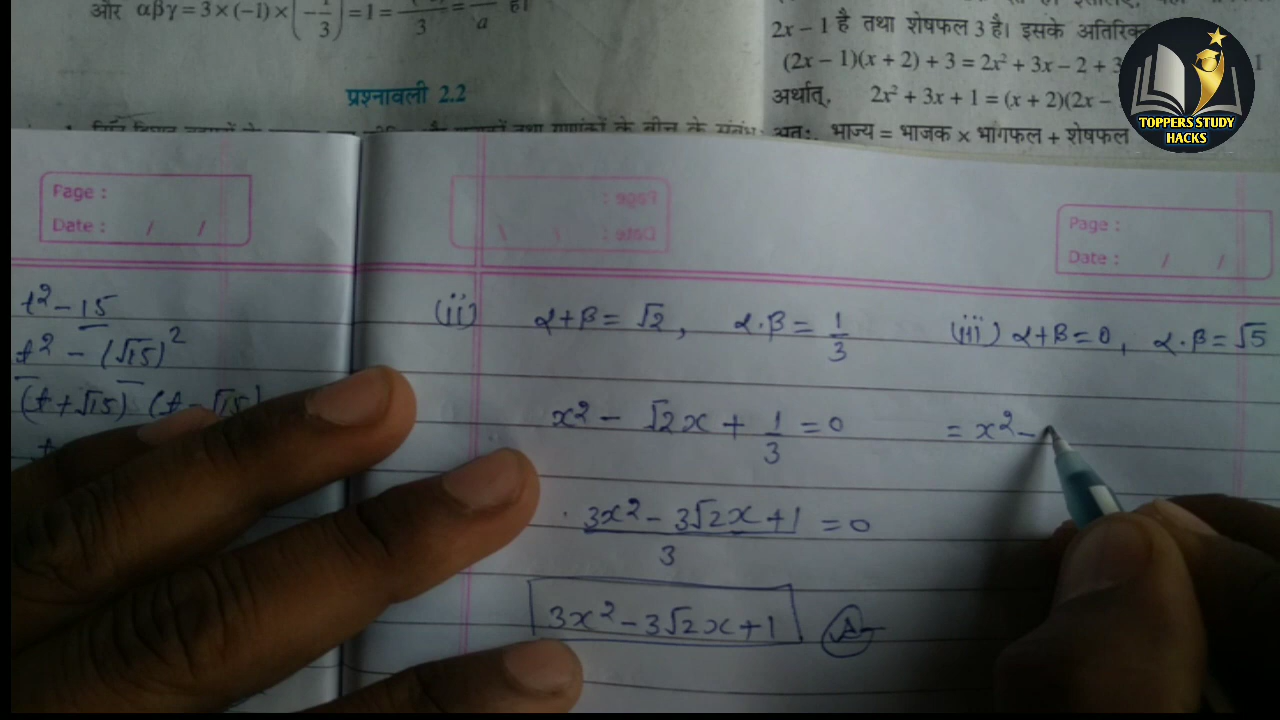 और αβγ = 3 × (−1) × (−1/3) = 1 =
प्रश्नावली 2.2
2x − 1 है तथा शेषफल 3 है। इसके अतिरिक्त
(2x − 1)(x + 2) + 3 = 2x² + 3x − 2 + 3
अर्थात्, 2x² + 3x + 1 = (x + 2)(2x −
अतः, भाज्य = भाजक × भागफल + शेषफल
TOPPERS STUDY
HACKS
Page :
Date : / /
t² − 15
t² − (√15)²
(t + √15) (t − √15)
Page :
Date :
(ii) α+β = √2, α.β = 1/3
x² − √2x + 1/3 = 0
3x² − 3√2x + 1 / 3 = 0
3x² − 3√2x + 1
Page :
Date : / /
(iii) α+β = 0, α.β = √5
= x² −